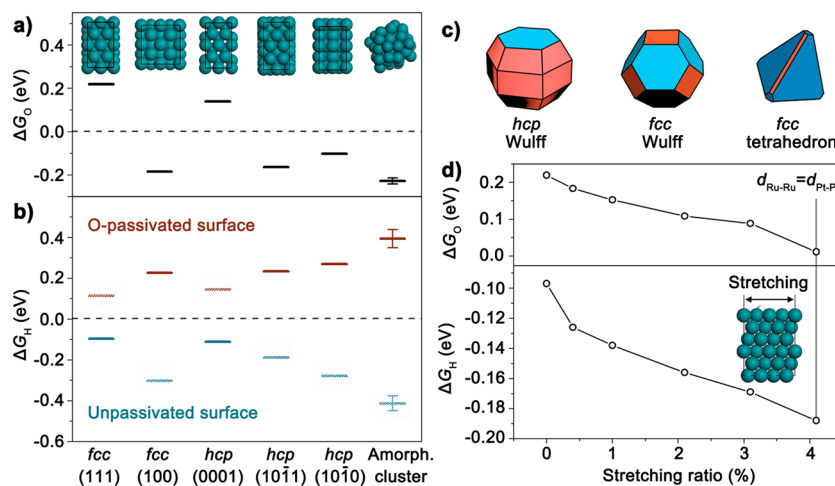 a)
0.4
0.2
0.0
-0.2
ΔG_O (eV)
b)
O-passivated surface
0.4
0.2
0.0
-0.2
-0.4
-0.6
ΔG_H (eV)
Unpassivated surface
fcc fcc hcp hcp hcp Amorph.
(111) (100) (0001) (101̄1) (101̄0) cluster
c)
hcp fcc fcc
Wulff Wulff tetrahedron
d)
d_Ru-Ru=d_Pt-P
0.2
0.1
0.0
ΔG_O (eV)
Stretching
-0.10
-0.12
-0.14
-0.16
-0.18
-0.20
ΔG_H (eV)
0 1 2 3 4
Stretching ratio (%)